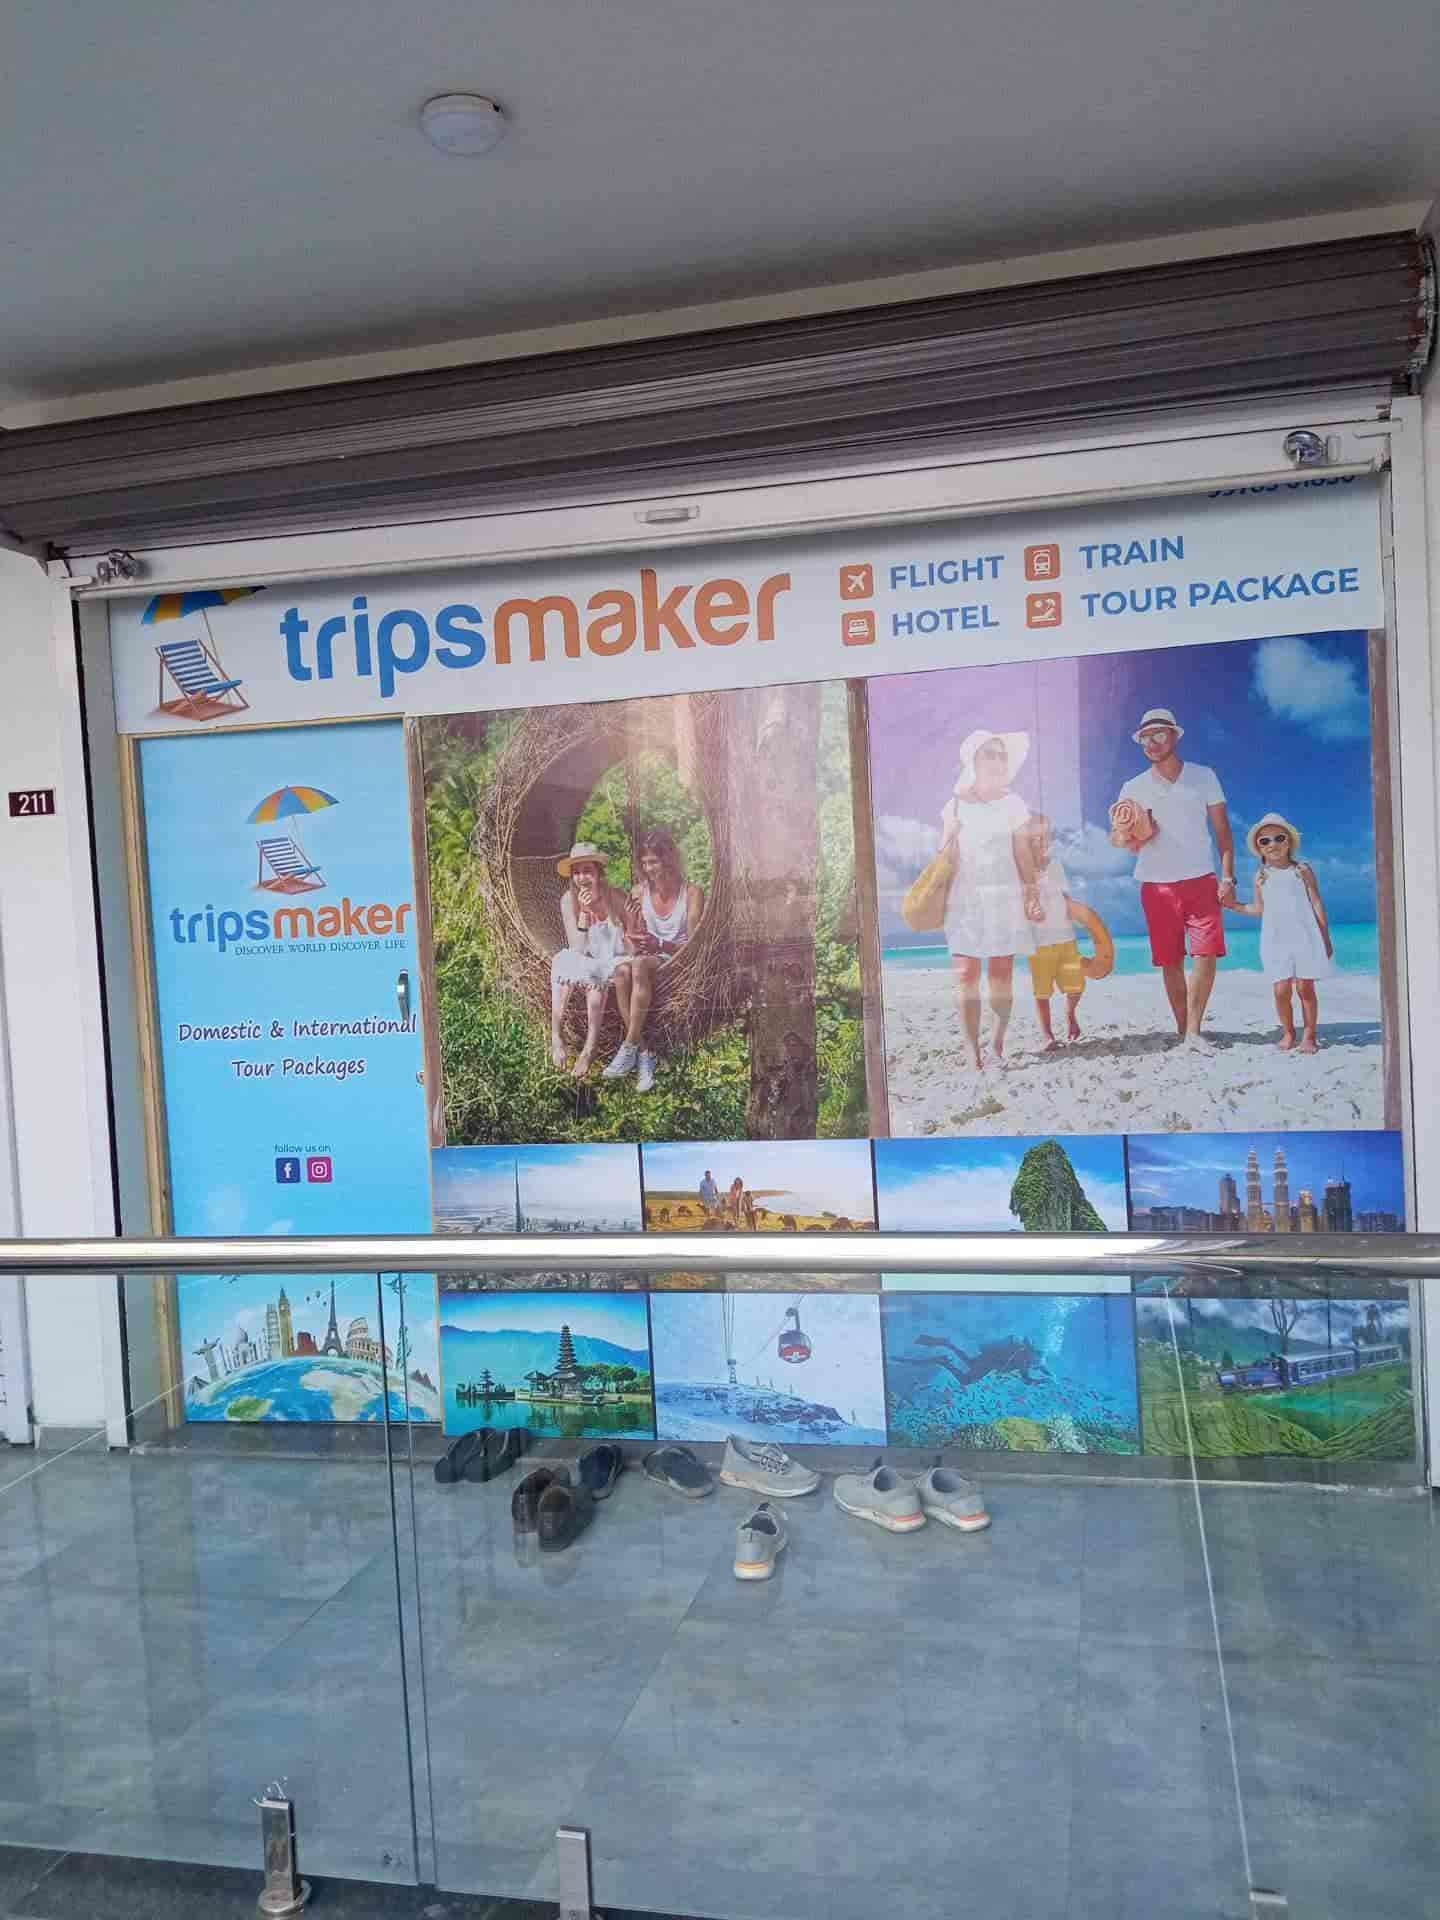 tripsmaker
FLIGHT
TRAIN
HOTEL
TOUR PACKAGE
211
tripsmaker
DISCOVER WORLD DISCOVER LIFE
Domestic & International
Tour Packages
follow us on